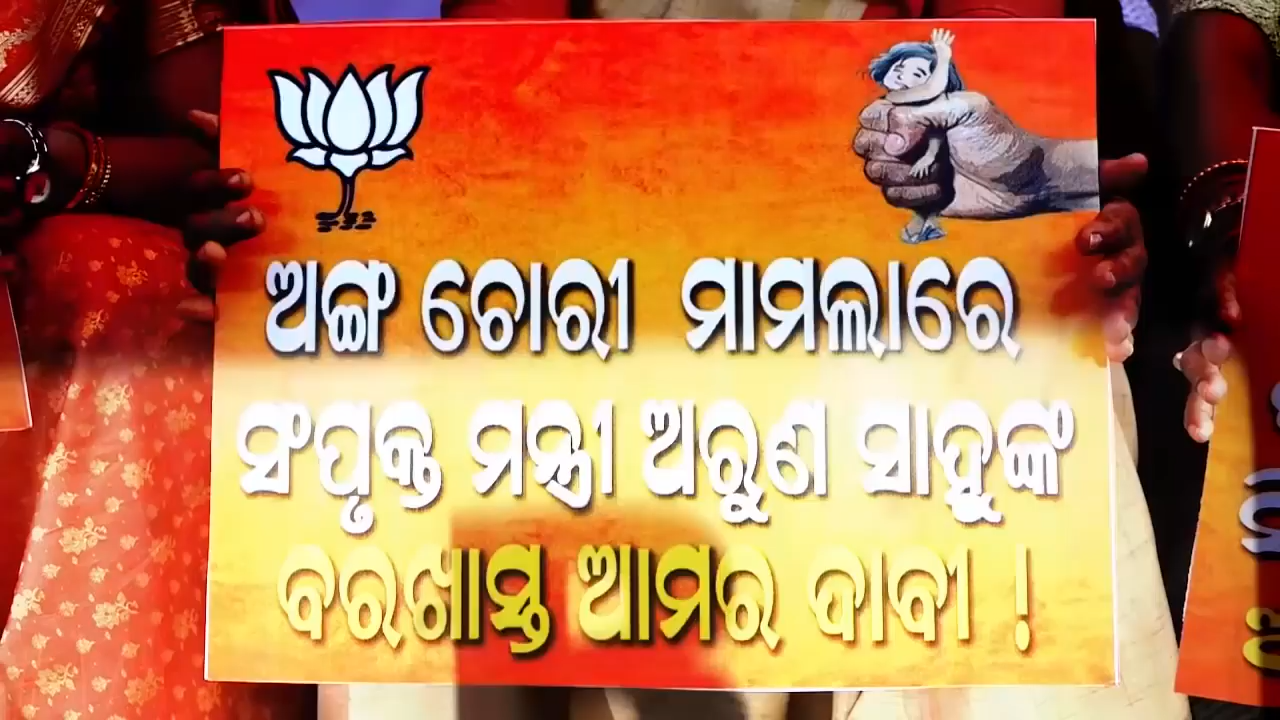 ଅଙ୍ଗ ଚୋରୀ ମାମଲାରେ
ସଂପୃକ୍ତ ମନ୍ତ୍ରୀ ଅରୁଣ ସାହୁଙ୍କ
ବରଖାସ୍ତ ଆମର ଦାବୀ !